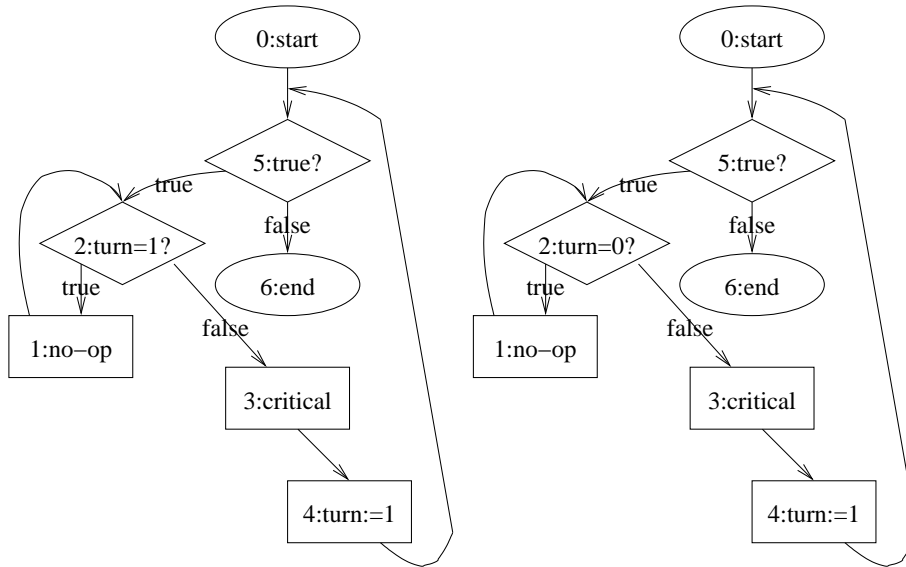 0:start
5:true?
true
false
2:turn=1?
6:end
true
false
1:no−op
3:critical
4:turn:=1
0:start
5:true?
true
false
2:turn=0?
6:end
true
false
1:no−op
3:critical
4:turn:=1